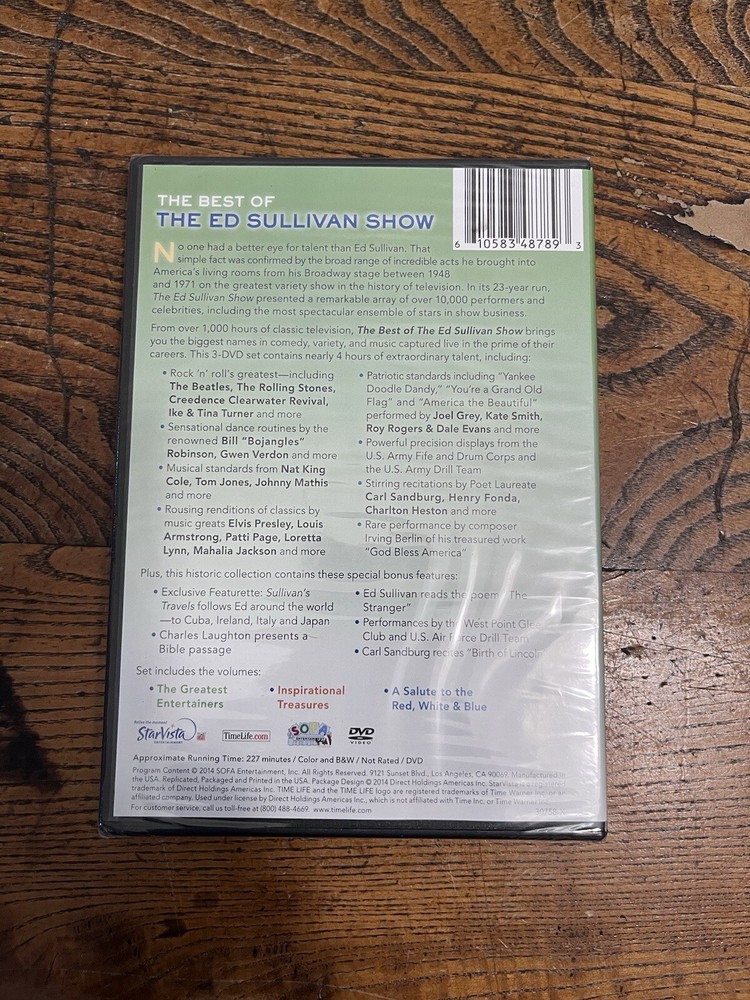 THE BEST OF
THE ED SULLIVAN SHOW
6 10583 48789 3
No one had a better eye for talent than Ed Sullivan. That
simple fact was confirmed by the broad range of incredible acts he brought into
America's living rooms from his Broadway stage between 1948
and 1971 on the greatest variety show in the history of television. In its 23-year run,
The Ed Sullivan Show presented a remarkable array of over 10,000 performers and
celebrities, including the most spectacular ensemble of stars in show business.
From over 1,000 hours of classic television, The Best of The Ed Sullivan Show brings
you the biggest names in comedy, variety, and music captured live in the prime of their
careers. This 3-DVD set contains nearly 4 hours of extraordinary talent, including:
• Rock 'n' roll's greatest—including
The Beatles, The Rolling Stones,
Creedence Clearwater Revival,
Ike & Tina Turner and more
• Sensational dance routines by the
renowned Bill "Bojangles"
Robinson, Gwen Verdon and more
• Musical standards from Nat King
Cole, Tom Jones, Johnny Mathis
and more
• Rousing renditions of classics by
music greats Elvis Presley, Louis
Armstrong, Patti Page, Loretta
Lynn, Mahalia Jackson and more
• Patriotic standards including "Yankee
Doodle Dandy," "You're a Grand Old
Flag" and "America the Beautiful"
performed by Joel Grey, Kate Smith,
Roy Rogers & Dale Evans and more
• Powerful precision displays from the
U.S. Army Fife and Drum Corps and
the U.S. Army Drill Team
• Stirring recitations by Poet Laureate
Carl Sandburg, Henry Fonda,
Charlton Heston and more
• Rare performance by composer
Irving Berlin of his treasured work
"God Bless America"
Plus, this historic collection contains these special bonus features:
• Exclusive Featurette: Sullivan's
Travels follows Ed around the world
—to Cuba, Ireland, Italy and Japan
• Charles Laughton presents a
Bible passage
• Ed Sullivan reads the poem "The
Stranger"
• Performances by the West Point Glee
Club and U.S. Air Force Drill Team
• Carl Sandburg recites "Birth of Lincoln
Set includes the volumes:
• The Greatest
Entertainers
• Inspirational
Treasures
• A Salute to the
Red, White & Blue
StarVista
ENTERTAINMENT
TimeLife.com
SOFA
ENTERTAINMENT
DVD
VIDEO
Approximate Running Time: 227 minutes / Color and B&W / Not Rated / DVD
Program Content © 2014 SOFA Entertainment, Inc. All Rights Reserved. 9121 Sunset Blvd., Los Angeles, CA 90069. Manufactured in
the USA. Replicated, Packaged and Printed in the USA. Package Design © 2014 Direct Holdings Americas Inc. StarVista is a
trademark of Direct Holdings Americas Inc. TIME LIFE and the TIME LIFE logo are registered trademarks of Time Warner Inc. or
affiliated company. Used under license by Direct Holdings Americas Inc., which is not affiliated with Time Inc. or Time Warner
For customer service, call us toll-free at (800) 488-4669. www.timelife.com